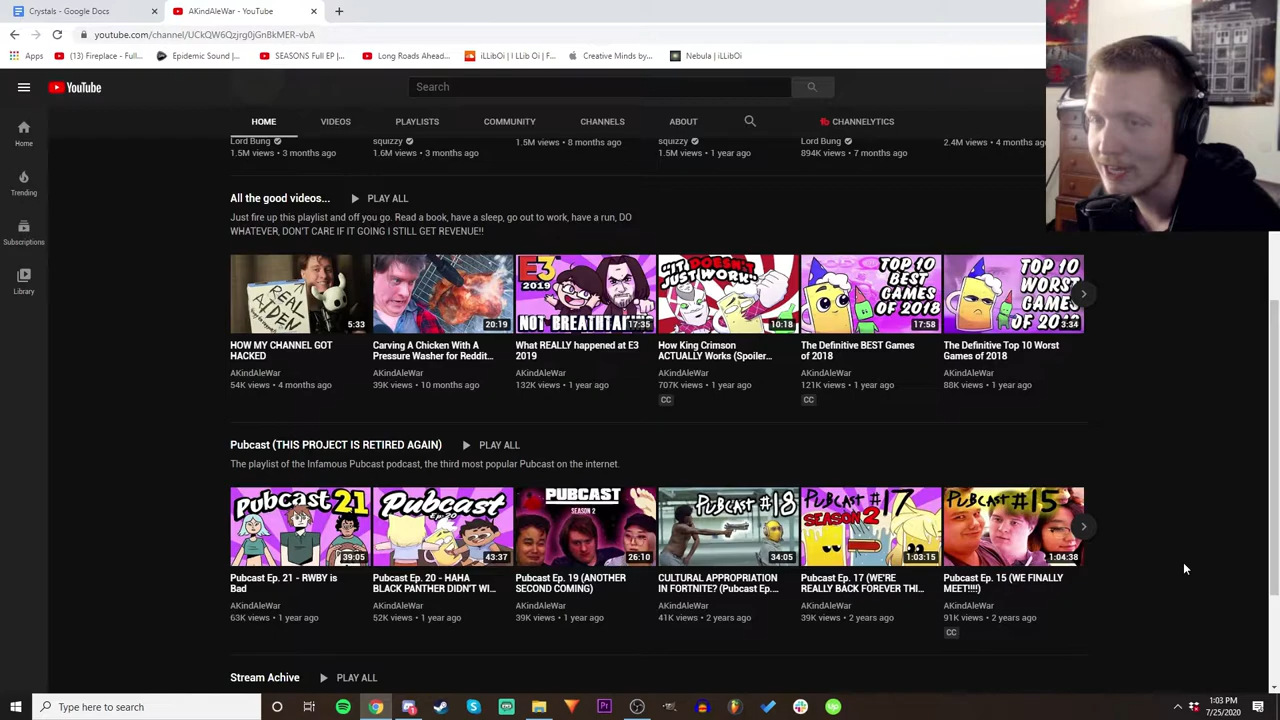 Crystals - Google Docs
AKindAleWar - YouTube
youtube.com/channel/UCkQW6Qzjrg0jGnBkMER-vbA
Apps
(13) Fireplace - Full...
Epidemic Sound |...
SEASONS Full EP |...
Long Roads Ahead...
iLLibOi | I LLib Oi |...
Creative Minds by...
Nebula | iLLibOi
YouTube
Search
HOME
VIDEOS
PLAYLISTS
COMMUNITY
CHANNELS
ABOUT
CHANNELYTICS
Home
Trending
Subscriptions
Library
Lord Bung
1.5M views • 3 months ago
squizzy
1.6M views • 3 months ago
1.5M views • 8 months ago
squizzy
1.5M views • 1 year ago
Lord Bung
894K views • 7 months ago
2.4M views • 4 months ago
All the good videos...
PLAY ALL
Just fire up this playlist and off you go. Read a book, have a sleep, go out to work, have a run, DO
WHATEVER, DON'T CARE IF IT GOING I STILL GET REVENUE!!
REAL
AYDEN
5:33
20:19
E3
2019
NOT BREATHTAKING
17:35
"IT DOESN'T
JUST WORK"
10:18
TOP 10
BEST
GAMES
OF 2018
17:58
TOP 10
WORST
GAMES
OF 2018
3:34
HOW MY CHANNEL GOT
HACKED
AKindAleWar
54K views • 4 months ago
Carving A Chicken With A
Pressure Washer for Reddit...
AKindAleWar
39K views • 10 months ago
What REALLY happened at E3
2019
AKindAleWar
132K views • 1 year ago
How King Crimson
ACTUALLY Works (Spoiler...
AKindAleWar
707K views • 1 year ago
CC
The Definitive BEST Games
of 2018
AKindAleWar
121K views • 1 year ago
CC
The Definitive Top 10 Worst
Games of 2018
AKindAleWar
88K views • 1 year ago
Pubcast (THIS PROJECT IS RETIRED AGAIN)
PLAY ALL
The playlist of the Infamous Pubcast podcast, the third most popular Pubcast on the internet.
Pubcast 21
39:05
Pubcast
Ep. 20
43:37
PUBCAST
SEASON 2
26:10
PUBCAST #18
34:05
PUBCAST #17
SEASON 2
1:03:15
PUBCAST #15
1:04:38
Pubcast Ep. 21 - RWBY is
Bad
AKindAleWar
63K views • 1 year ago
Pubcast Ep. 20 - HAHA
BLACK PANTHER DIDN'T WI...
AKindAleWar
52K views • 1 year ago
Pubcast Ep. 19 (ANOTHER
SECOND COMING)
AKindAleWar
39K views • 1 year ago
CULTURAL APPROPRIATION
IN FORTNITE? (Pubcast Ep....
AKindAleWar
41K views • 2 years ago
Pubcast Ep. 17 (WE'RE
REALLY BACK FOREVER THI...
AKindAleWar
39K views • 2 years ago
Pubcast Ep. 15 (WE FINALLY
MEET!!!!)
AKindAleWar
91K views • 2 years ago
CC
Stream Achive
PLAY ALL
Type here to search
1:03 PM
7/25/2020